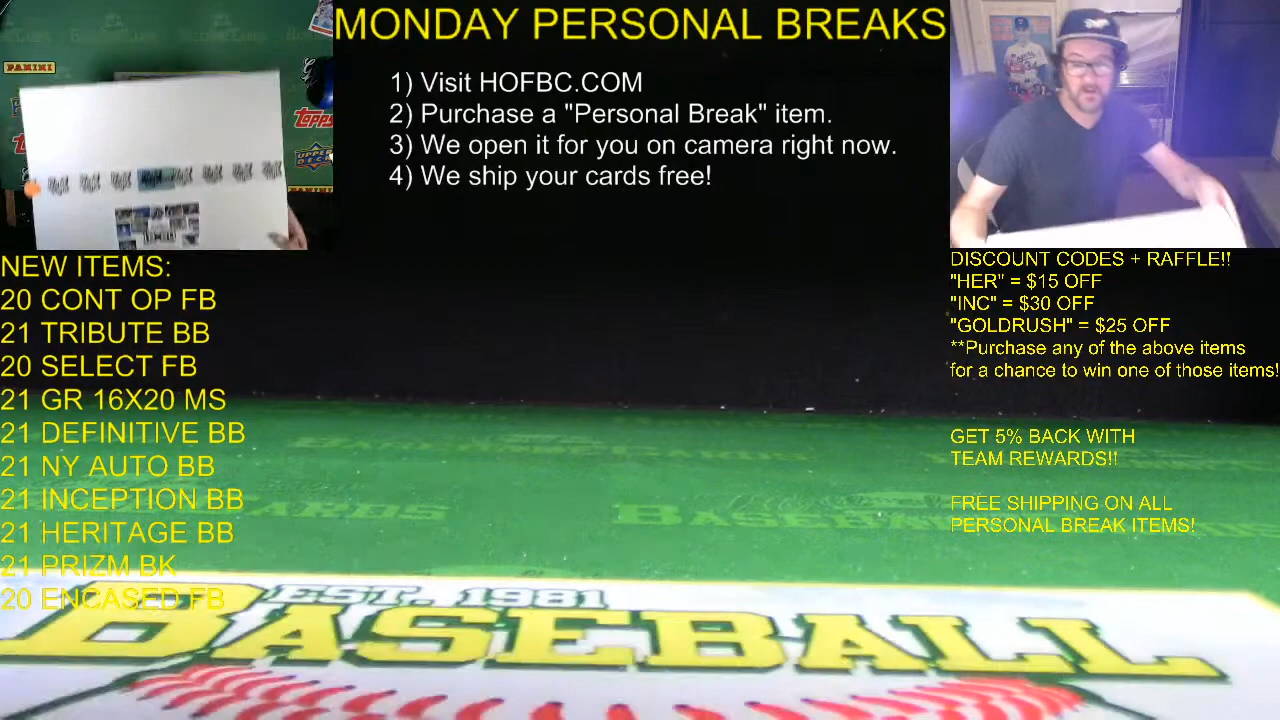 MONDAY PERSONAL BREAKS
1) Visit HOFBC.COM
2) Purchase a "Personal Break" item.
3) We open it for you on camera right now.
4) We ship your cards free!
PANINI
TOPPS
UPPER DECK
NEW ITEMS:
20 CONT OP FB
21 TRIBUTE BB
20 SELECT FB
21 GR 16X20 MS
21 DEFINITIVE BB
21 NY AUTO BB
21 INCEPTION BB
21 HERITAGE BB
21 PRIZM BK
20 ENCASED FB
DISCOUNT CODES + RAFFLE!!
"HER" = $15 OFF
"INC" = $30 OFF
"GOLDRUSH" = $25 OFF
**Purchase any of the above items
for a chance to win one of those items!
GET 5% BACK WITH
TEAM REWARDS!!
FREE SHIPPING ON ALL
PERSONAL BREAK ITEMS!
EST. 1981
BASEBALL